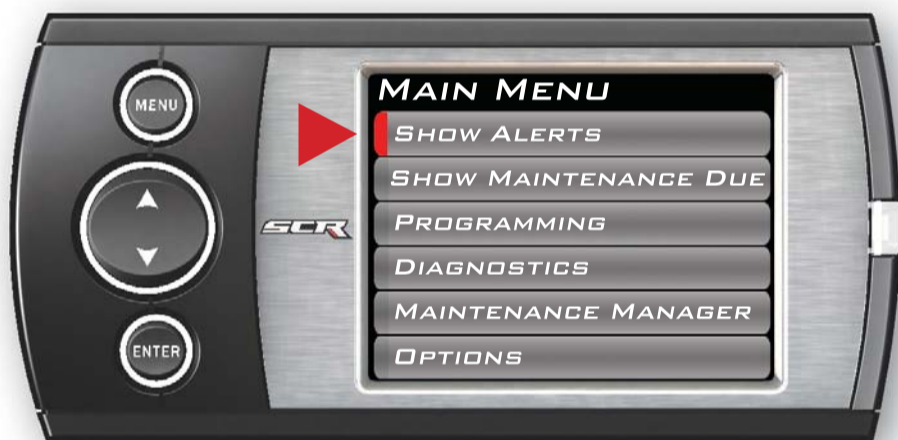 MENU
ENTER
SCR
MAIN MENU
SHOW ALERTS
SHOW MAINTENANCE DUE
PROGRAMMING
DIAGNOSTICS
MAINTENANCE MANAGER
OPTIONS